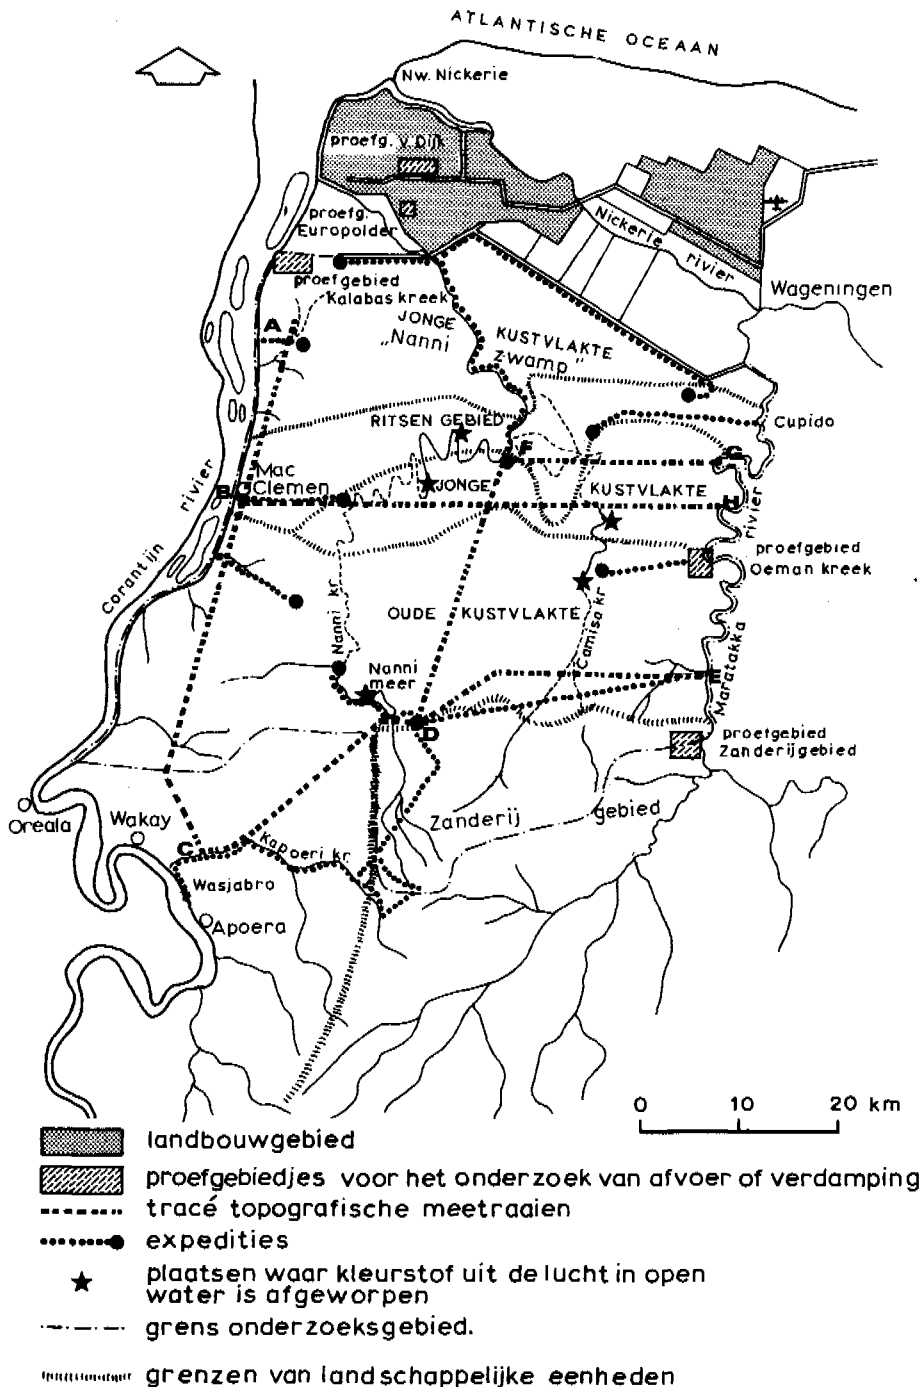 ATLANTISCHE OCEAAN
Nw. Nickerie
proefg. v. Dijk
proefg.
Europolder
Nickerie
rivier
Wageningen
proefgebied
Kalabas kreek
JONGE
„Nanni
KUSTVLAKTE
zwamp"
A
RITSEN GEBIED
Cupido
F
G
Mac
Clemen
B
JONGE
KUSTVLAKTE
H
rivier
Corantijn rivier
proefgebied
Oeman kreek
OUDE KUSTVLAKTE
Nanni kr
Camisa kr
Nanni
meer
E
Maratakka
D
proefgebied
Zanderijgebied
Oreala
Wakay
Zanderij gebied
C
Kapoeri kr
Wasjabro
Apoera
0 10 20 km
landbouwgebied
proefgebiedjes voor het onderzoek van afvoer of verdamping
tracé topografische meetraaien
expedities
plaatsen waar kleurstof uit de lucht in open
water is afgeworpen
grens onderzoeksgebied.
grenzen van landschappelijke eenheden